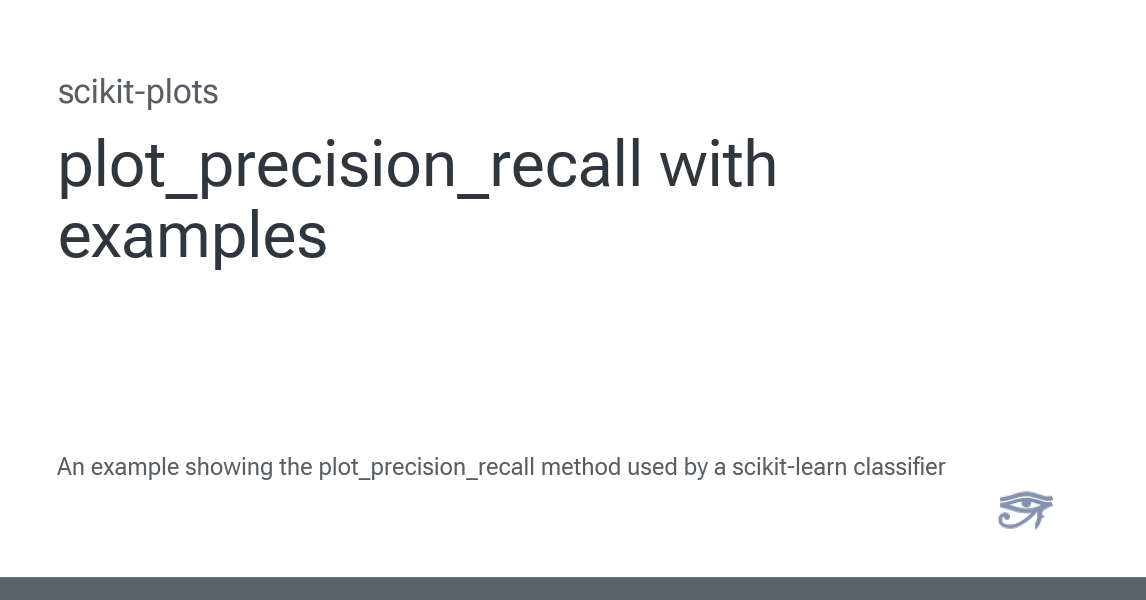 scikit-plots
plot_precision_recall with
examples
An example showing the plot_precision_recall method used by a scikit-learn classifier